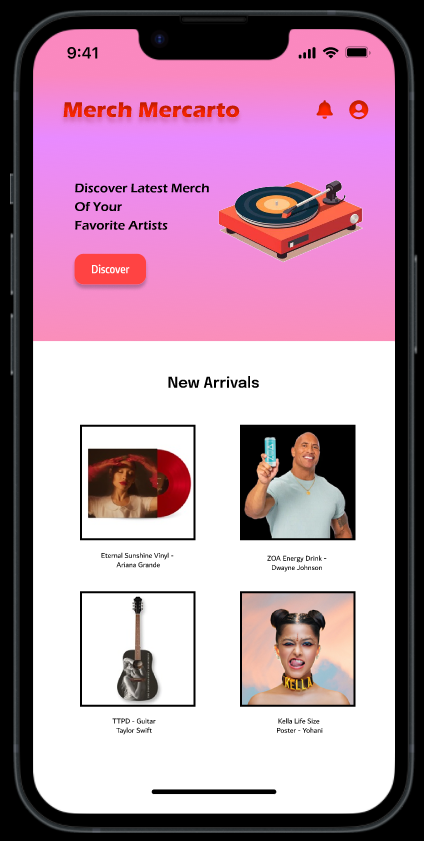 9:41
Merch Mercarto
Discover Latest Merch
Of Your
Favorite Artists
Discover
New Arrivals
Eternal Sunshine Vinyl -
Ariana Grande
ZOA Energy Drink -
Dwayne Johnson
KELLA
TTPD - Guitar
Taylor Swift
Kella Life Size
Poster - Yohani